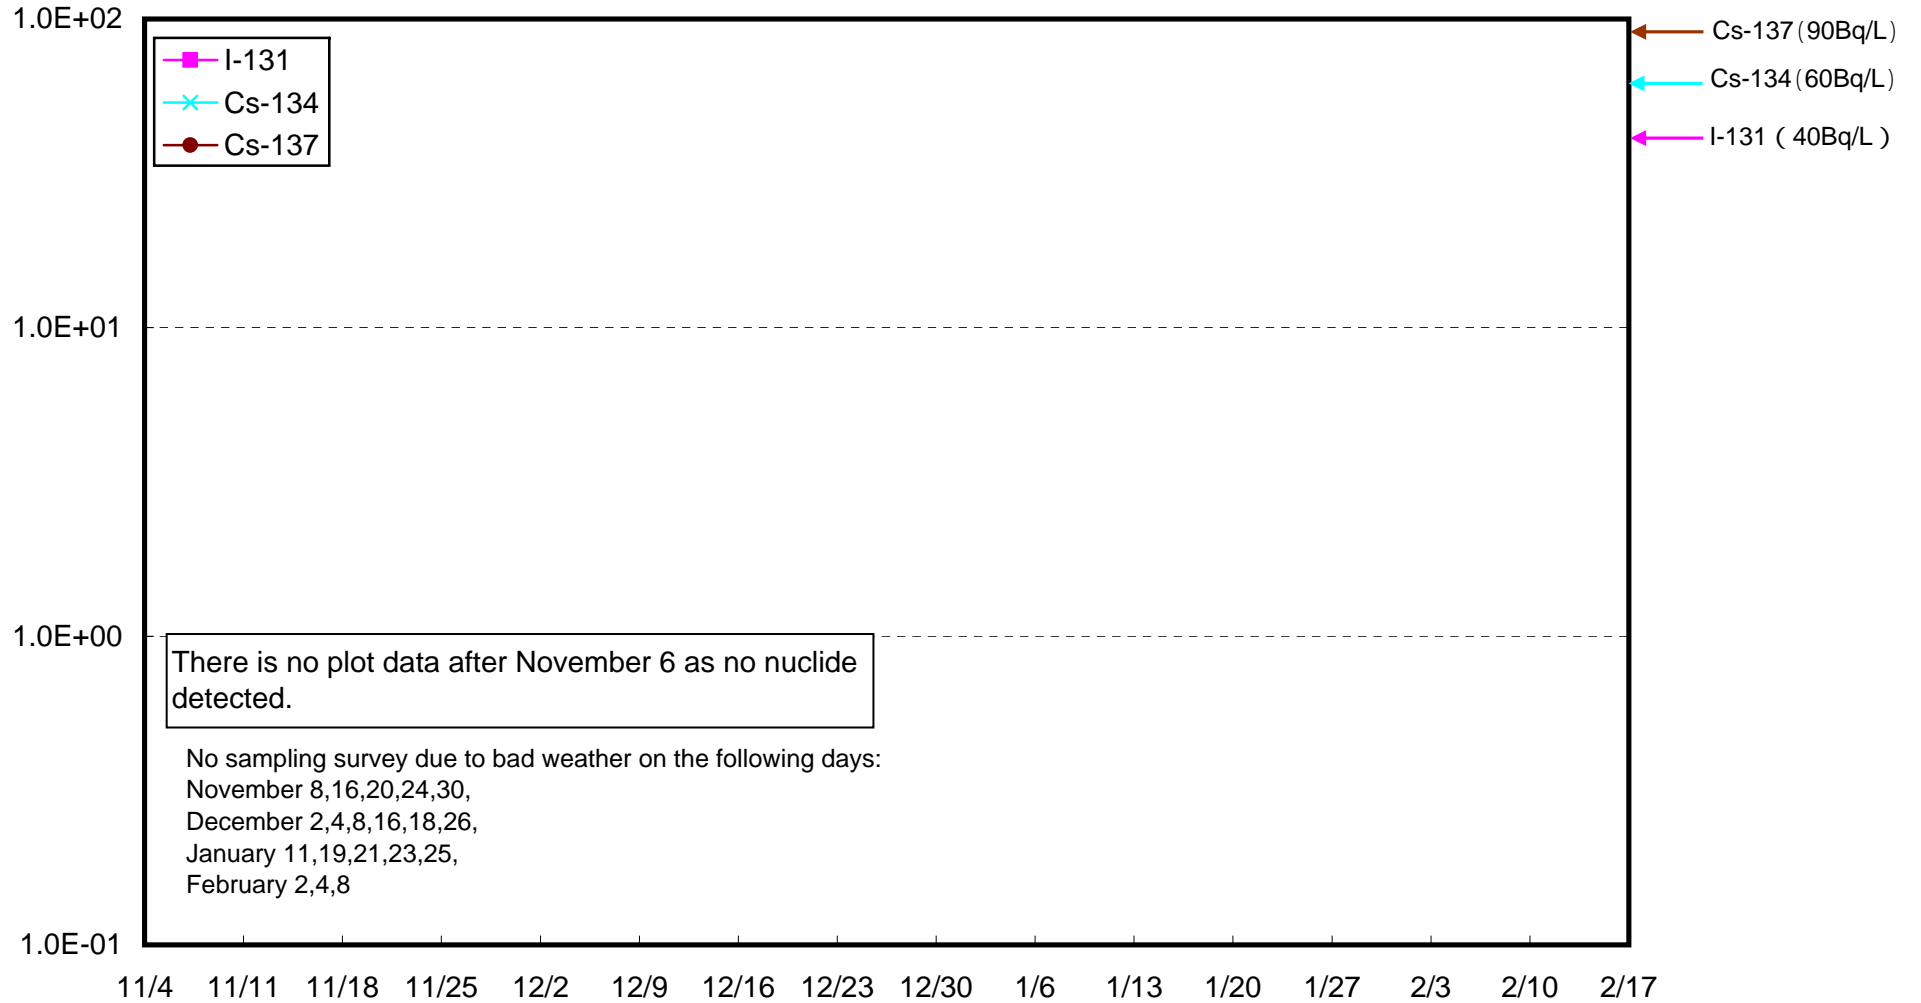 1.0E+02
1.0E+01
1.0E+00
1.0E-01
I-131
Cs-134
Cs-137
Cs-137(90Bq/L)
Cs-134(60Bq/L)
I-131 ( 40Bq/L )
There is no plot data after November 6 as no nuclide
detected.
No sampling survey due to bad weather on the following days:
November 8,16,20,24,30,
December 2,4,8,16,18,26,
January 11,19,21,23,25,
February 2,4,8
11/4 11/11 11/18 11/25 12/2 12/9 12/16 12/23 12/30 1/6 1/13 1/20 1/27 2/3 2/10 2/17